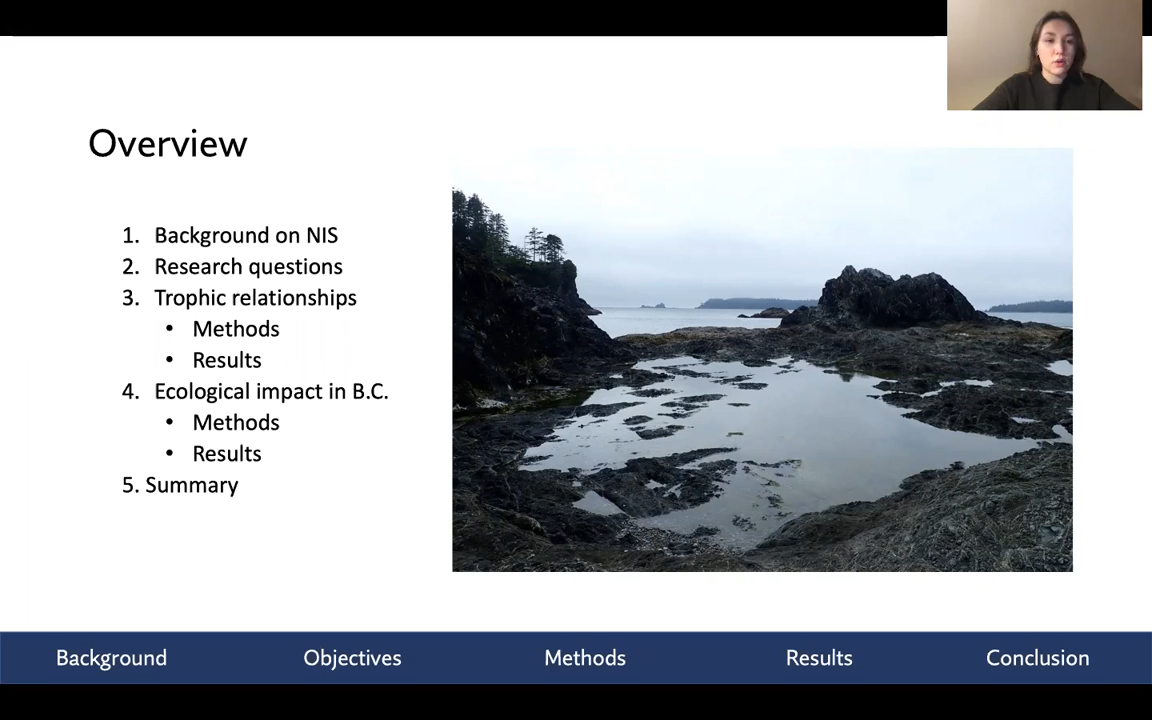 Overview
1. Background on NIS
2. Research questions
3. Trophic relationships
• Methods
• Results
4. Ecological impact in B.C.
• Methods
• Results
5. Summary
Background
Objectives
Methods
Results
Conclusion